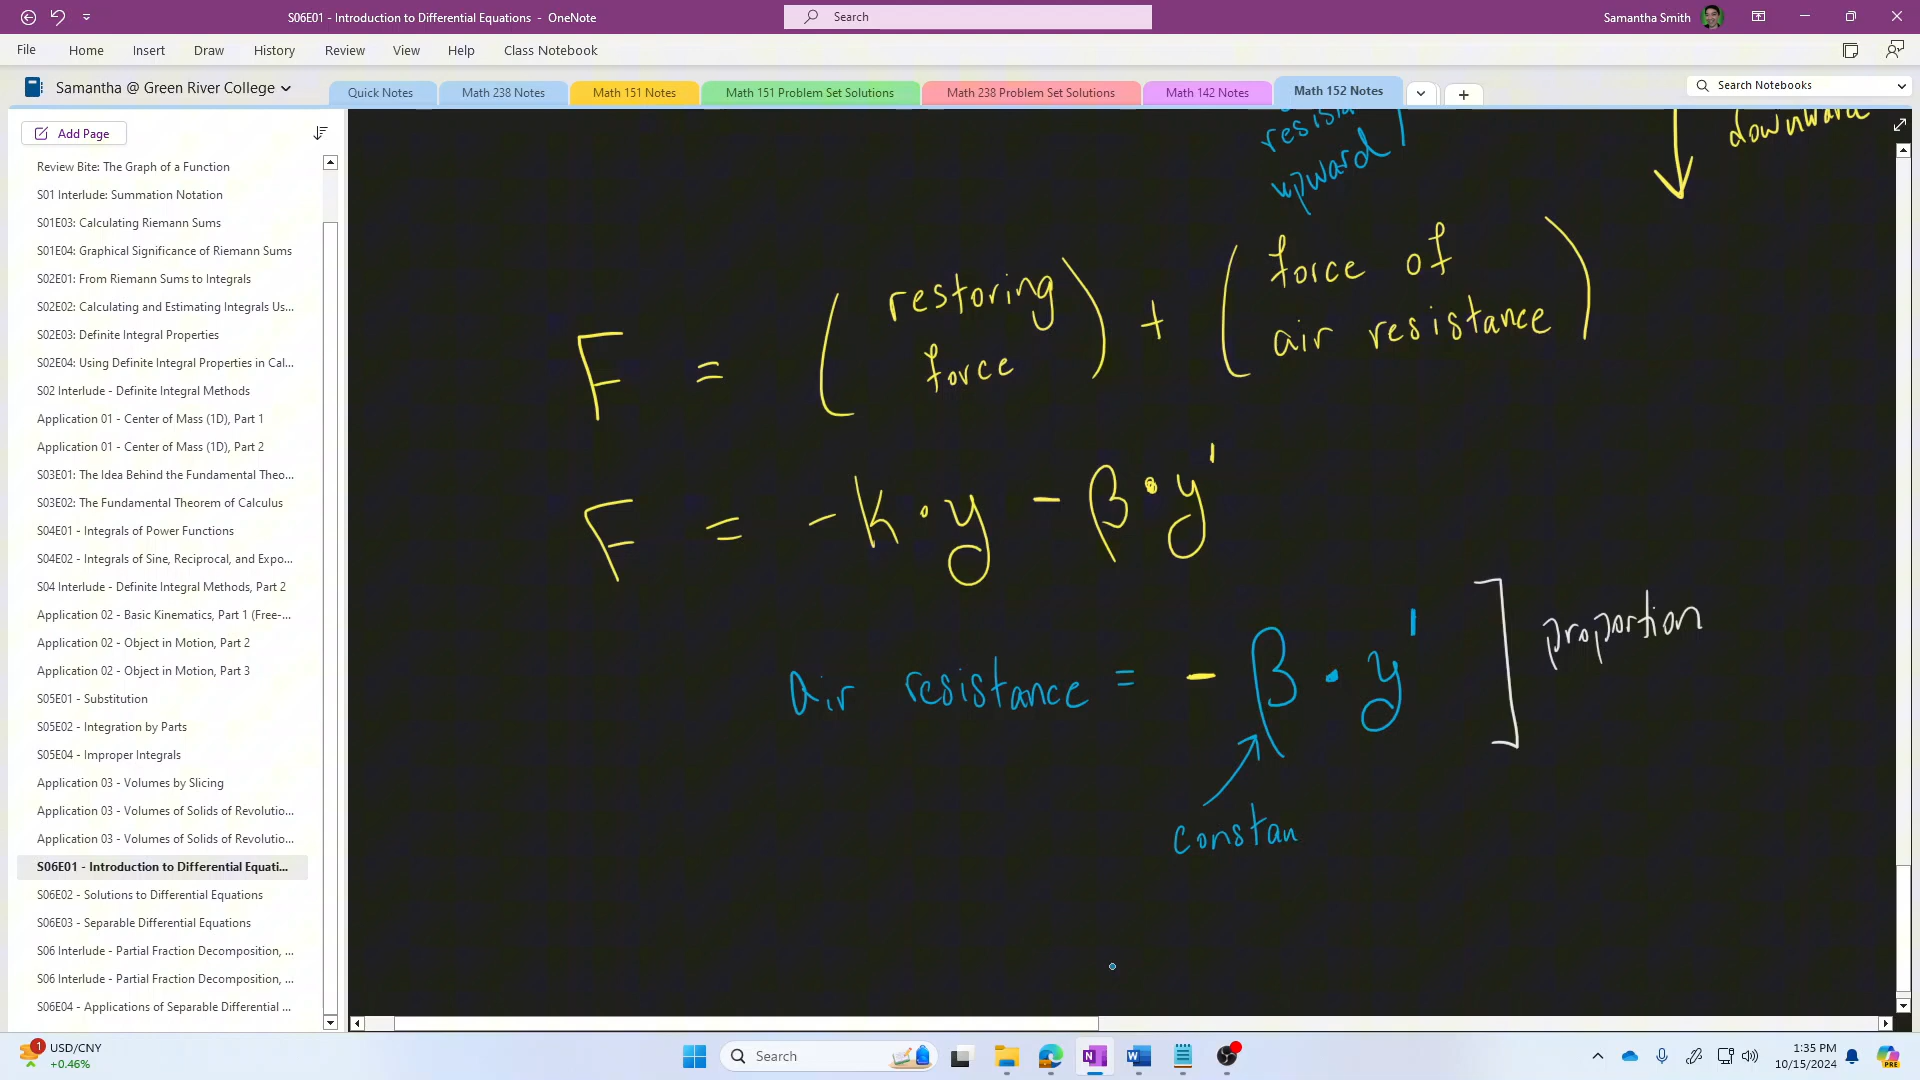 S06E01 - Introduction to Differential Equations - OneNote
Search
Samantha Smith
File Home Insert Draw History Review View Help Class Notebook
Samantha @ Green River College
Quick Notes
Math 238 Notes
Math 151 Notes
Math 151 Problem Set Solutions
Math 238 Problem Set Solutions
Math 142 Notes
Math 152 Notes
Search Notebooks
Add Page
Review Bite: The Graph of a Function
S01 Interlude: Summation Notation
S01E03: Calculating Riemann Sums
S01E04: Graphical Significance of Riemann Sums
S02E01: From Riemann Sums to Integrals
S02E02: Calculating and Estimating Integrals Us...
S02E03: Definite Integral Properties
S02E04: Using Definite Integral Properties in Cal...
S02 Interlude - Definite Integral Methods
Application 01 - Center of Mass (1D), Part 1
Application 01 - Center of Mass (1D), Part 2
S03E01: The Idea Behind the Fundamental Theo...
S03E02: The Fundamental Theorem of Calculus
S04E01 - Integrals of Power Functions
S04E02 - Integrals of Sine, Reciprocal, and Expo...
S04 Interlude - Definite Integral Methods, Part 2
Application 02 - Basic Kinematics, Part 1 (Free-...
Application 02 - Object in Motion, Part 2
Application 02 - Object in Motion, Part 3
S05E01 - Substitution
S05E02 - Integration by Parts
S05E04 - Improper Integrals
Application 03 - Volumes by Slicing
Application 03 - Volumes of Solids of Revolutio...
Application 03 - Volumes of Solids of Revolutio...
S06E01 - Introduction to Differential Equati...
S06E02 - Solutions to Differential Equations
S06E03 - Separable Differential Equations
S06 Interlude - Partial Fraction Decomposition, ...
S06 Interlude - Partial Fraction Decomposition, ...
S06E04 - Applications of Separable Differential ...
downward
upward
F = (restoring force) + (force of air resistance)
F = -k·y - β·y'
air resistance = - β · y' ] proportion
constan
1
USD/CNY
+0.46%
Search
PRE
1:35 PM
10/15/2024